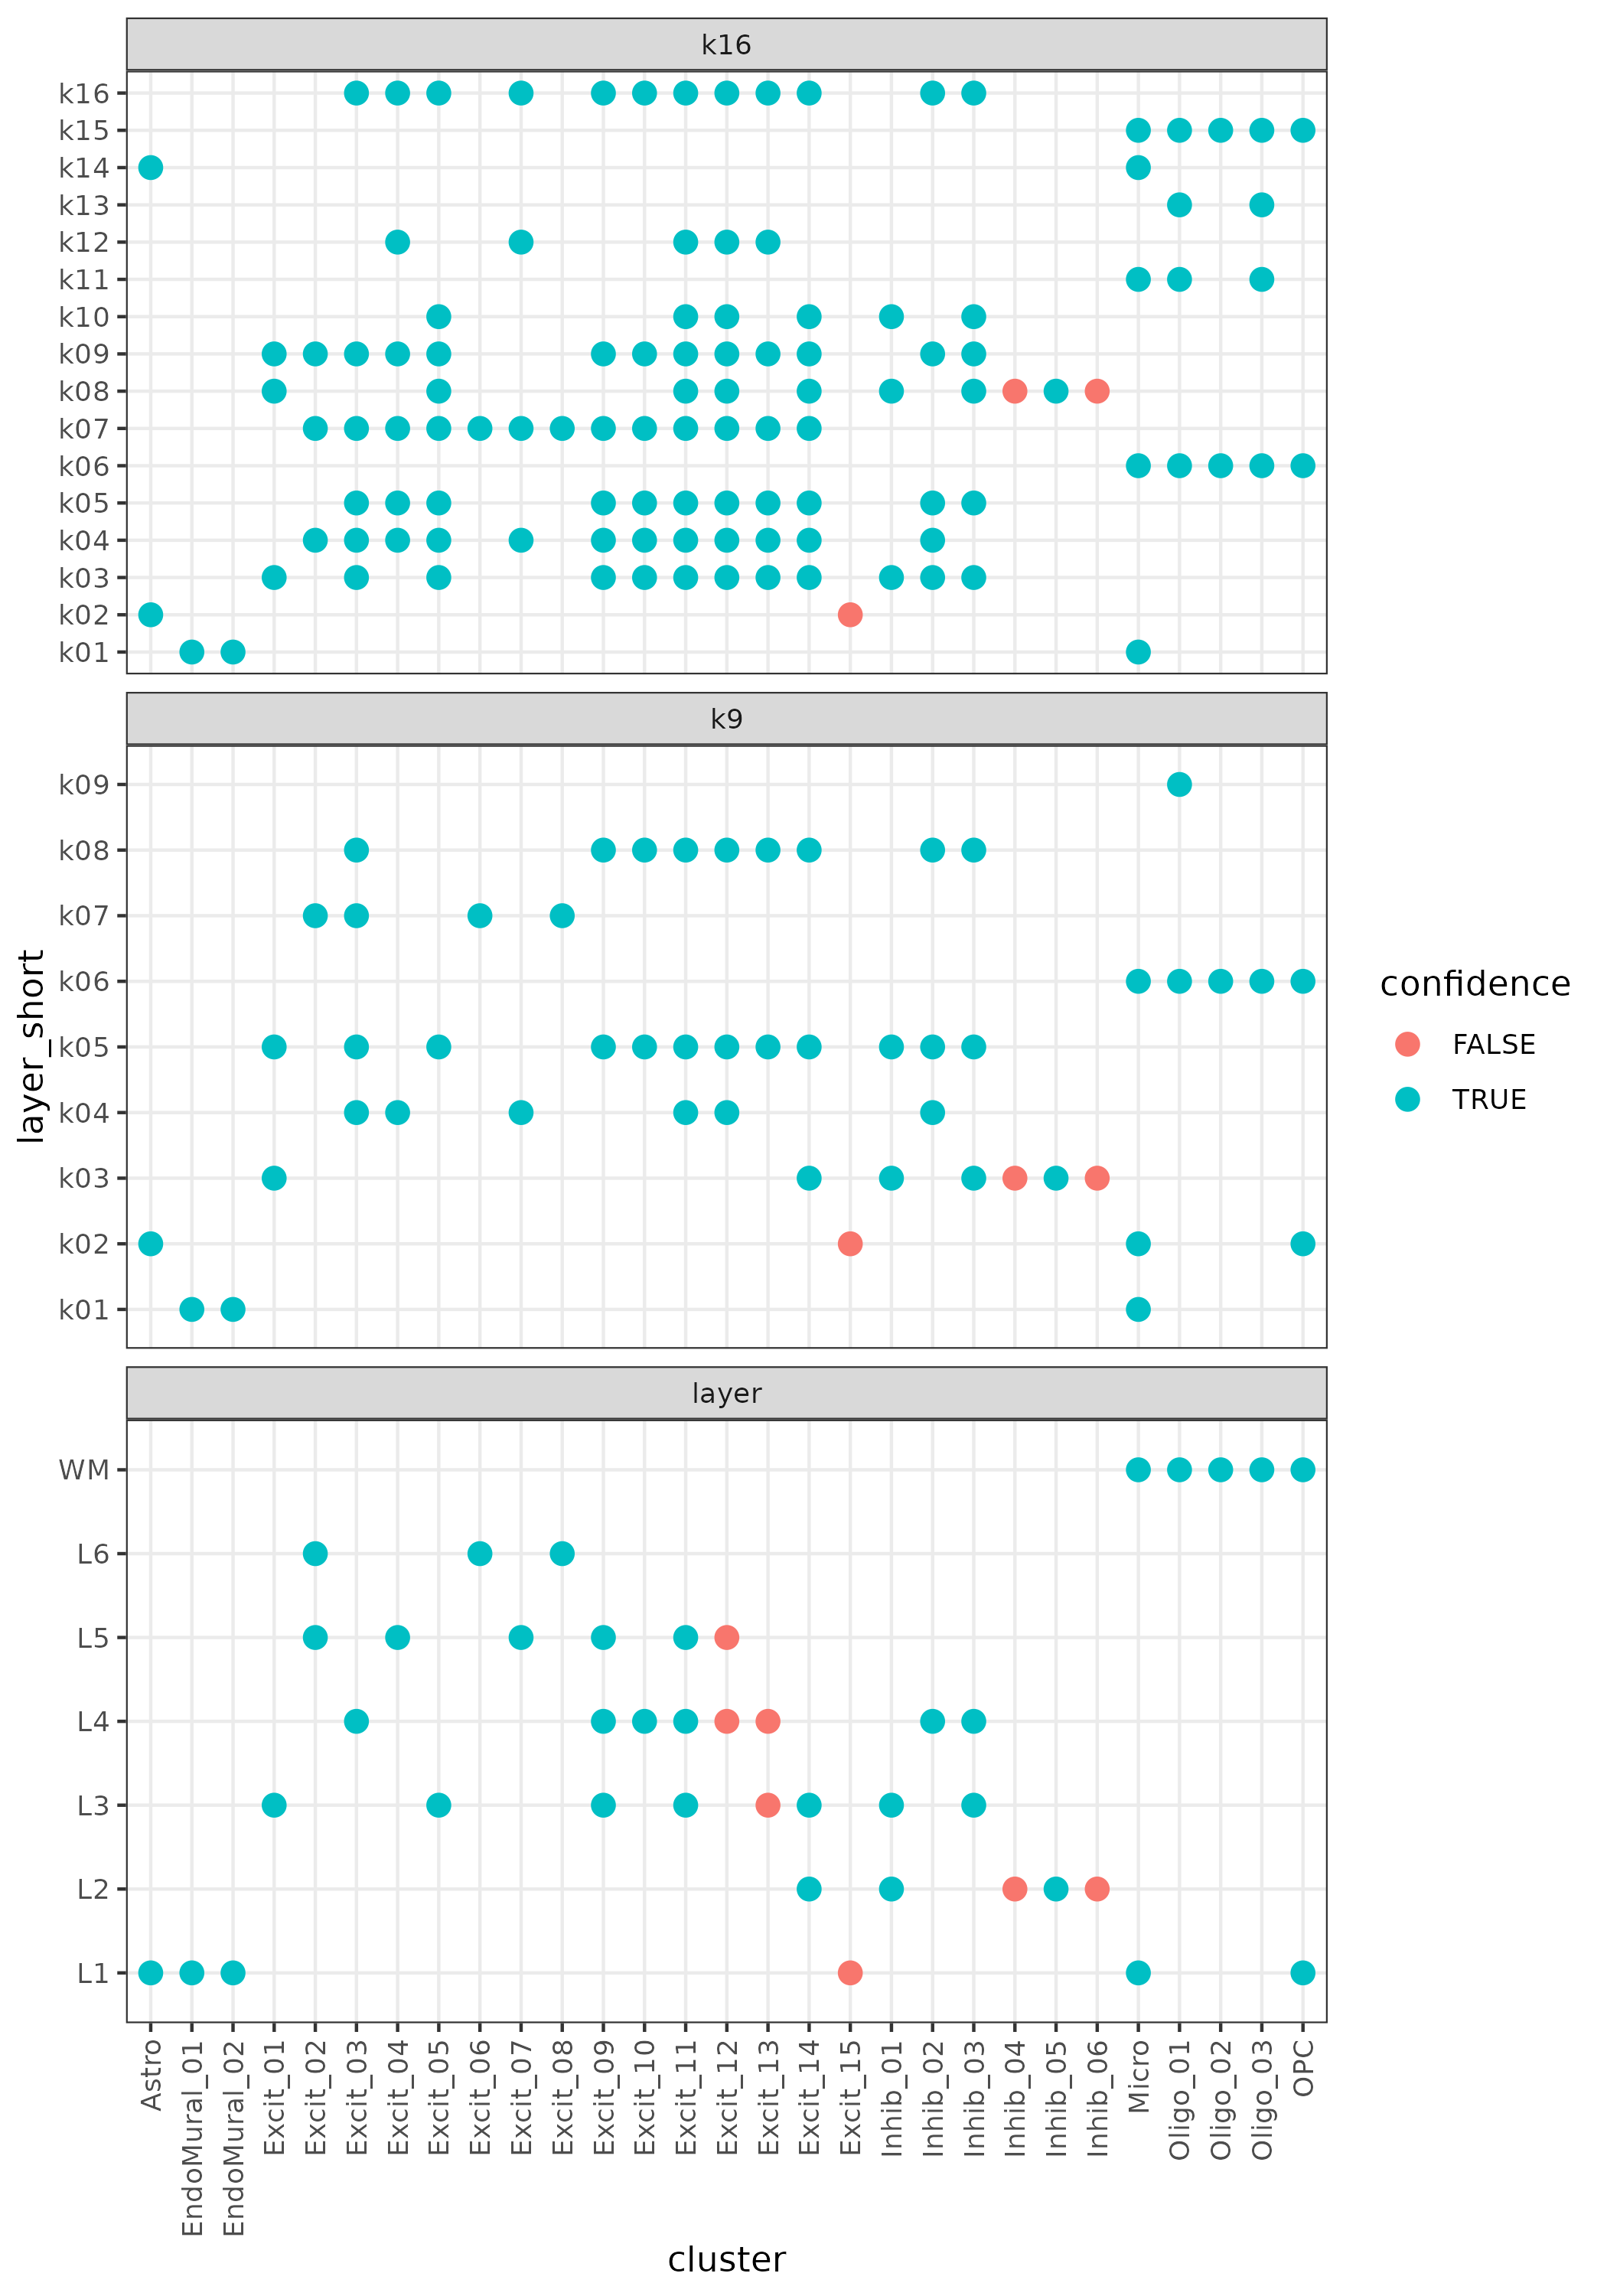 k16
k16
k15
k14
k13
k12
k11
k10
k09
k08
k07
k06
k05
k04
k03
k02
k01
k9
k09
k08
k07
k06
k05
k04
k03
k02
k01
layer
WM
L6
L5
L4
L3
L2
L1
layer_short
Astro
EndoMural_01
EndoMural_02
Excit_01
Excit_02
Excit_03
Excit_04
Excit_05
Excit_06
Excit_07
Excit_08
Excit_09
Excit_10
Excit_11
Excit_12
Excit_13
Excit_14
Excit_15
Inhib_01
Inhib_02
Inhib_03
Inhib_04
Inhib_05
Inhib_06
Micro
Oligo_01
Oligo_02
Oligo_03
OPC
cluster
confidence
FALSE
TRUE